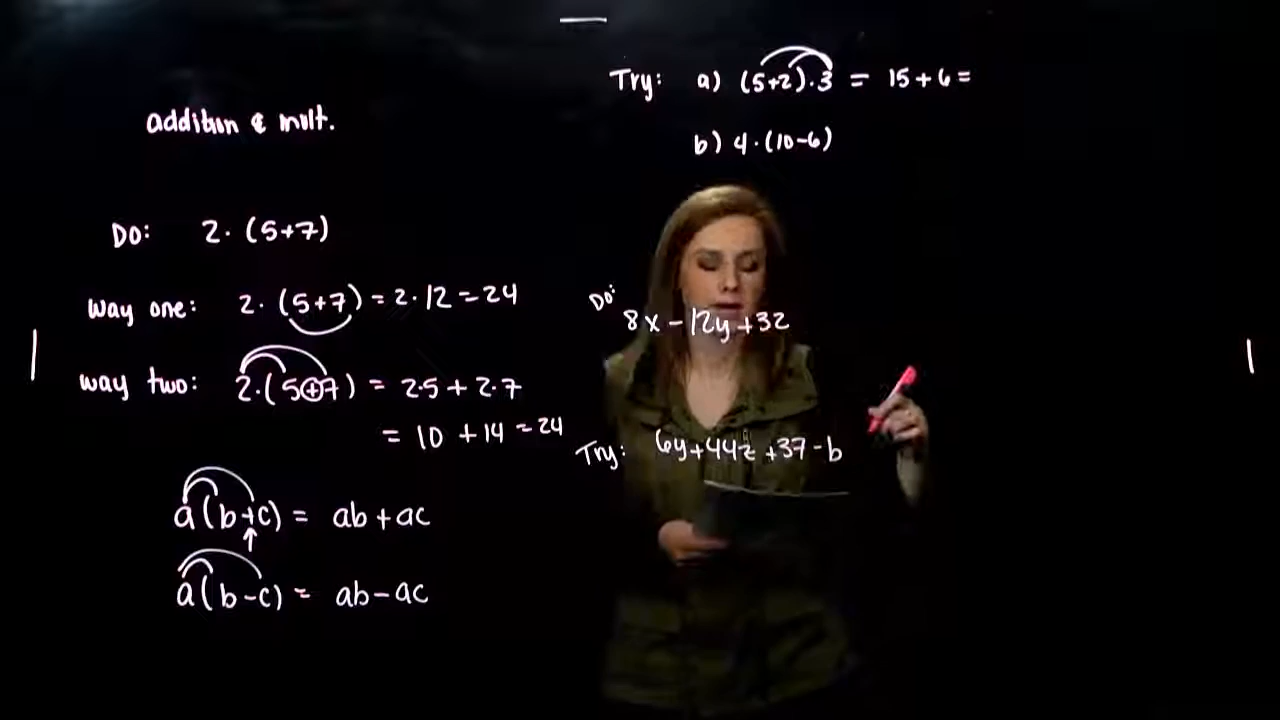 addition & mult.
Do: 2·(5+7)
Way one: 2·(5+7)=2·12=24
way two: 2·(5+7) = 2·5+2·7
= 10 +14=24
a(b+c)= ab+ac
a(b-c)= ab-ac
Try: a) (5+2)·3 = 15+6=
b) 4·(10-6)
Do:
8x-12y+32
Try: 6y+44z+37-b